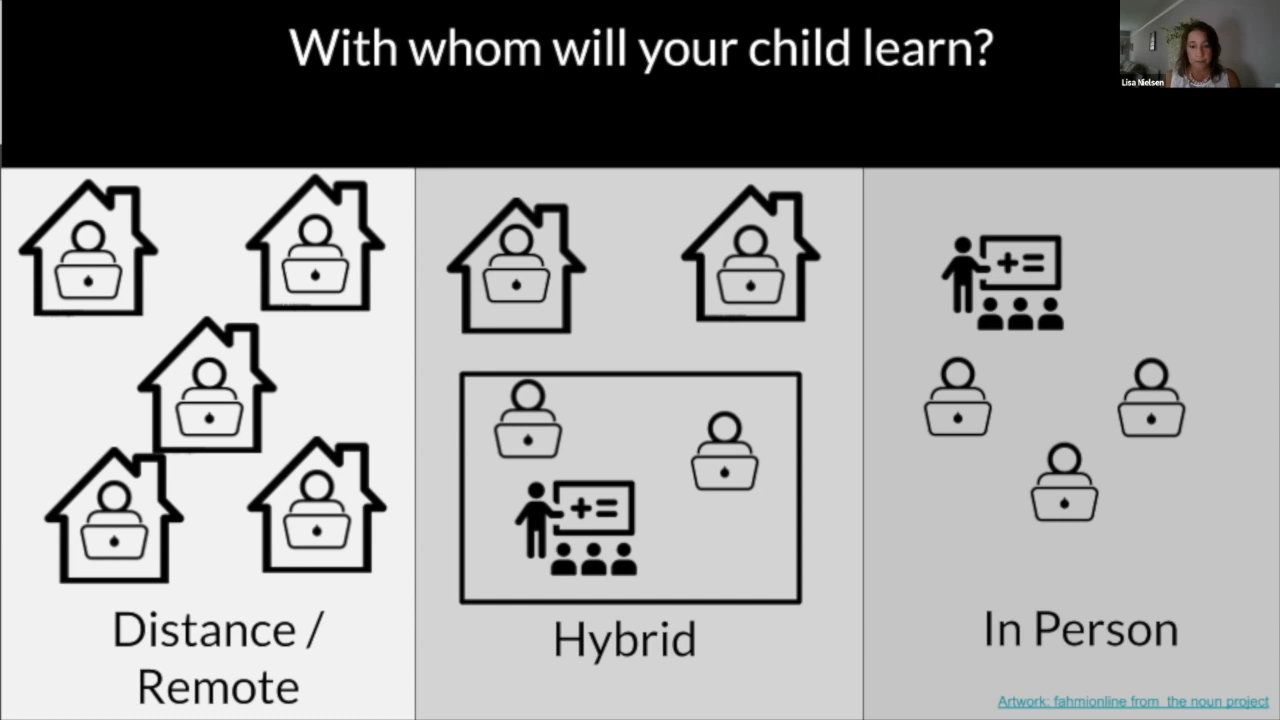 With whom will your child learn?
Lisa Nielsen
+=
+=
Distance /
Remote
Hybrid
In Person
Artwork: fahmionline from the noun project